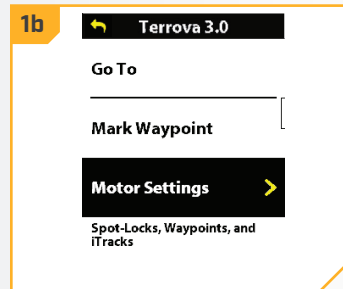 1b
Terrova 3.0
Go To
Mark Waypoint
Motor Settings
Spot-Locks, Waypoints, and
iTracks